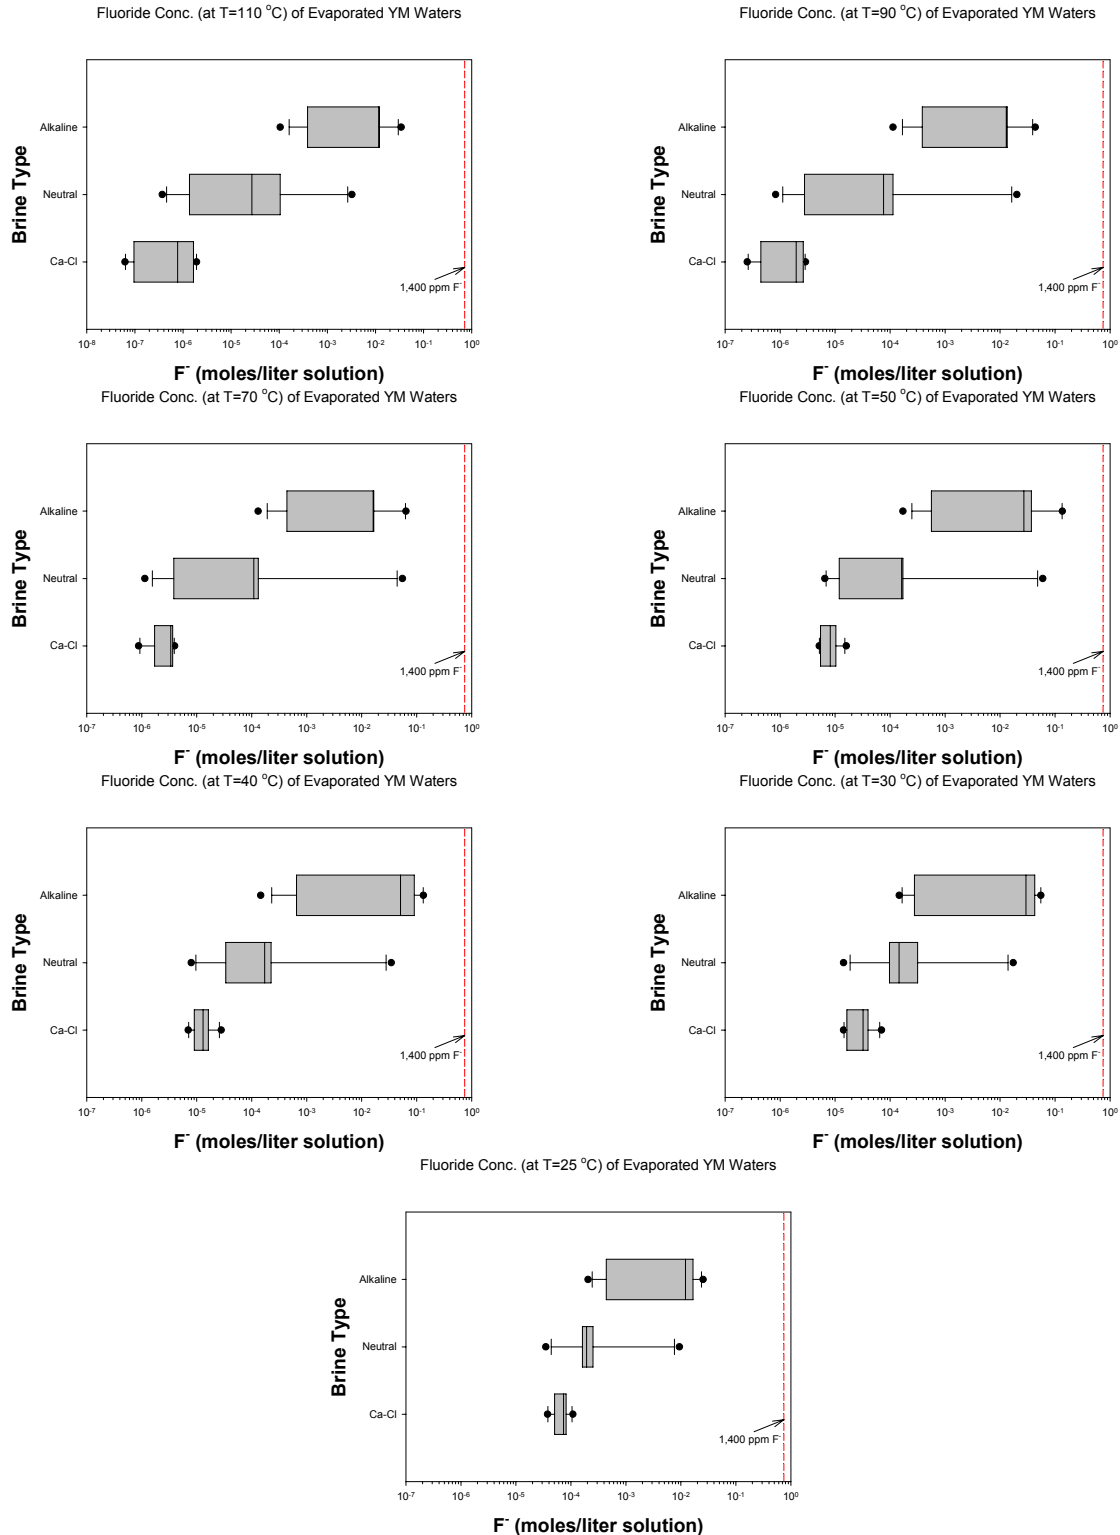 Fluoride Conc. (at T=110 °C) of Evaporated YM Waters
Brine Type
Alkaline
Neutral
Ca-Cl
1,400 ppm F⁻
10⁻⁸ 10⁻⁷ 10⁻⁶ 10⁻⁵ 10⁻⁴ 10⁻³ 10⁻² 10⁻¹ 10⁰
F⁻ (moles/liter solution)
Fluoride Conc. (at T=90 °C) of Evaporated YM Waters
Brine Type
Alkaline
Neutral
Ca-Cl
1,400 ppm F⁻
10⁻⁷ 10⁻⁶ 10⁻⁵ 10⁻⁴ 10⁻³ 10⁻² 10⁻¹ 10⁰
F⁻ (moles/liter solution)
Fluoride Conc. (at T=70 °C) of Evaporated YM Waters
Brine Type
Alkaline
Neutral
Ca-Cl
1,400 ppm F⁻
10⁻⁷ 10⁻⁶ 10⁻⁵ 10⁻⁴ 10⁻³ 10⁻² 10⁻¹ 10⁰
F⁻ (moles/liter solution)
Fluoride Conc. (at T=50 °C) of Evaporated YM Waters
Brine Type
Alkaline
Neutral
Ca-Cl
1,400 ppm F⁻
10⁻⁷ 10⁻⁶ 10⁻⁵ 10⁻⁴ 10⁻³ 10⁻² 10⁻¹ 10⁰
F⁻ (moles/liter solution)
Fluoride Conc. (at T=40 °C) of Evaporated YM Waters
Brine Type
Alkaline
Neutral
Ca-Cl
1,400 ppm F⁻
10⁻⁷ 10⁻⁶ 10⁻⁵ 10⁻⁴ 10⁻³ 10⁻² 10⁻¹ 10⁰
F⁻ (moles/liter solution)
Fluoride Conc. (at T=30 °C) of Evaporated YM Waters
Brine Type
Alkaline
Neutral
Ca-Cl
1,400 ppm F⁻
10⁻⁷ 10⁻⁶ 10⁻⁵ 10⁻⁴ 10⁻³ 10⁻² 10⁻¹ 10⁰
F⁻ (moles/liter solution)
Fluoride Conc. (at T=25 °C) of Evaporated YM Waters
Brine Type
Alkaline
Neutral
Ca-Cl
1,400 ppm F⁻
10⁻⁷ 10⁻⁶ 10⁻⁵ 10⁻⁴ 10⁻³ 10⁻² 10⁻¹ 10⁰
F⁻ (moles/liter solution)